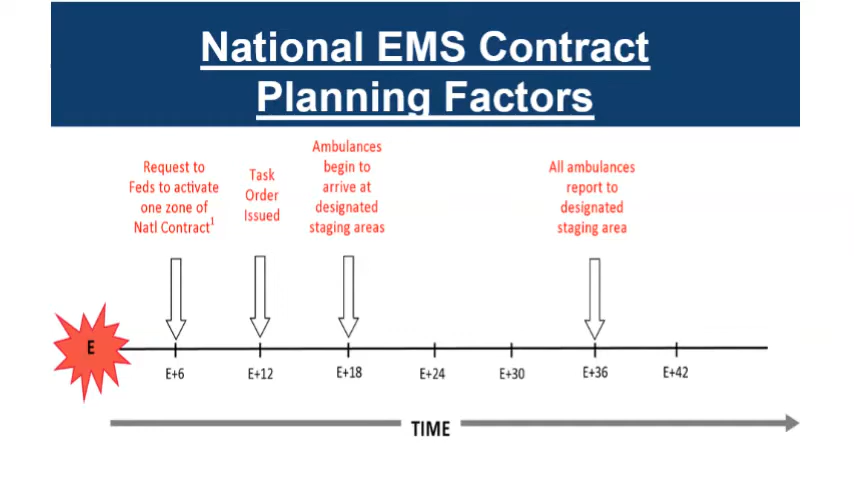 National EMS Contract
Planning Factors
Request to
Feds to activate
one zone of
Natl Contract1
Task
Order
Issued
Ambulances
begin to
arrive at
designated
staging areas
All ambulances
report to
designated
staging area
E
E+6
E+12
E+18
E+24
E+30
E+36
E+42
TIME